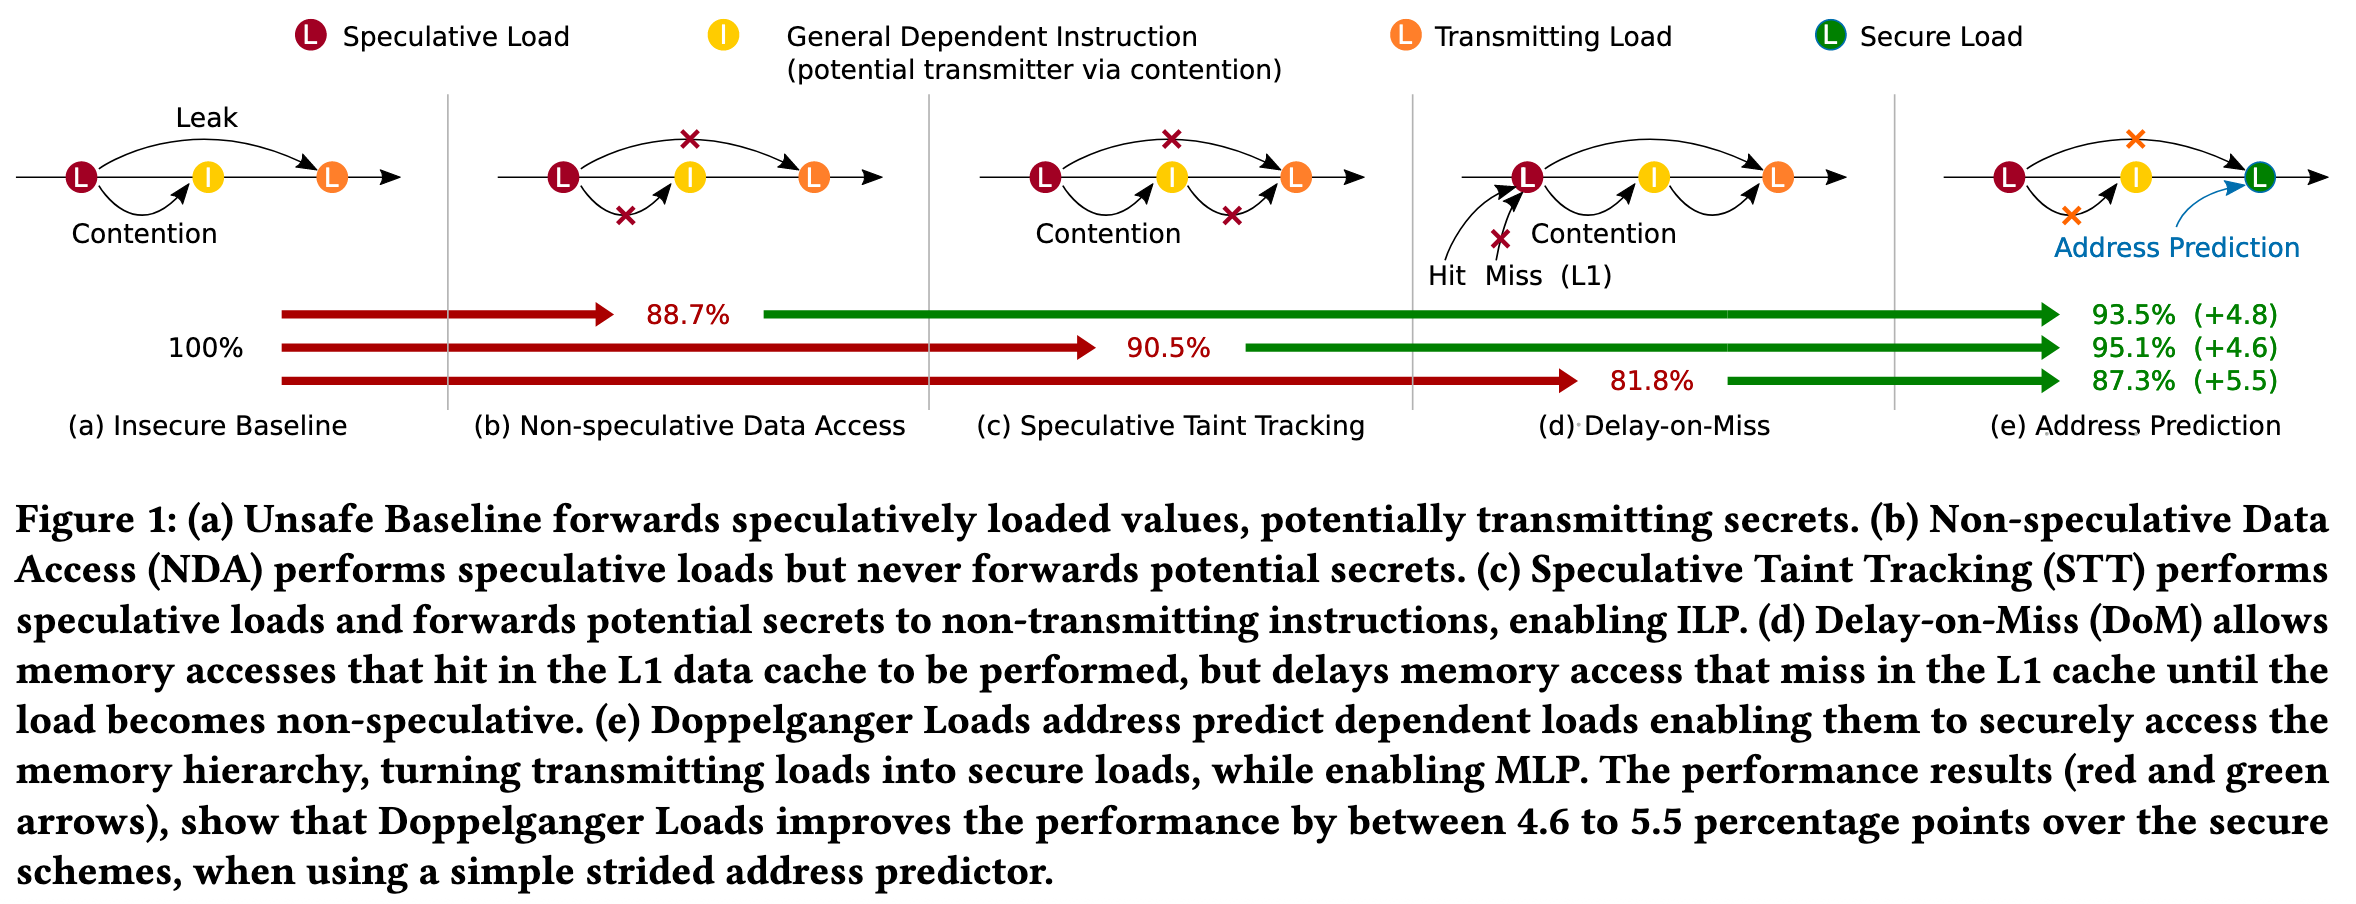 L Speculative Load
I General Dependent Instruction
(potential transmitter via contention)
L Transmitting Load
L Secure Load
Leak
L I L
Contention
L I L
L I L
Contention
L I L
Contention
Hit Miss (L1)
L I L
Address Prediction
88.7% 93.5% (+4.8)
100% 90.5% 95.1% (+4.6)
81.8% 87.3% (+5.5)
(a) Insecure Baseline
(b) Non-speculative Data Access
(c) Speculative Taint Tracking
(d) Delay-on-Miss
(e) Address Prediction
Figure 1: (a) Unsafe Baseline forwards speculatively loaded values, potentially transmitting secrets. (b) Non-speculative Data
Access (NDA) performs speculative loads but never forwards potential secrets. (c) Speculative Taint Tracking (STT) performs
speculative loads and forwards potential secrets to non-transmitting instructions, enabling ILP. (d) Delay-on-Miss (DoM) allows
memory accesses that hit in the L1 data cache to be performed, but delays memory access that miss in the L1 cache until the
load becomes non-speculative. (e) Doppelganger Loads address predict dependent loads enabling them to securely access the
memory hierarchy, turning transmitting loads into secure loads, while enabling MLP. The performance results (red and green
arrows), show that Doppelganger Loads improves the performance by between 4.6 to 5.5 percentage points over the secure
schemes, when using a simple strided address predictor.